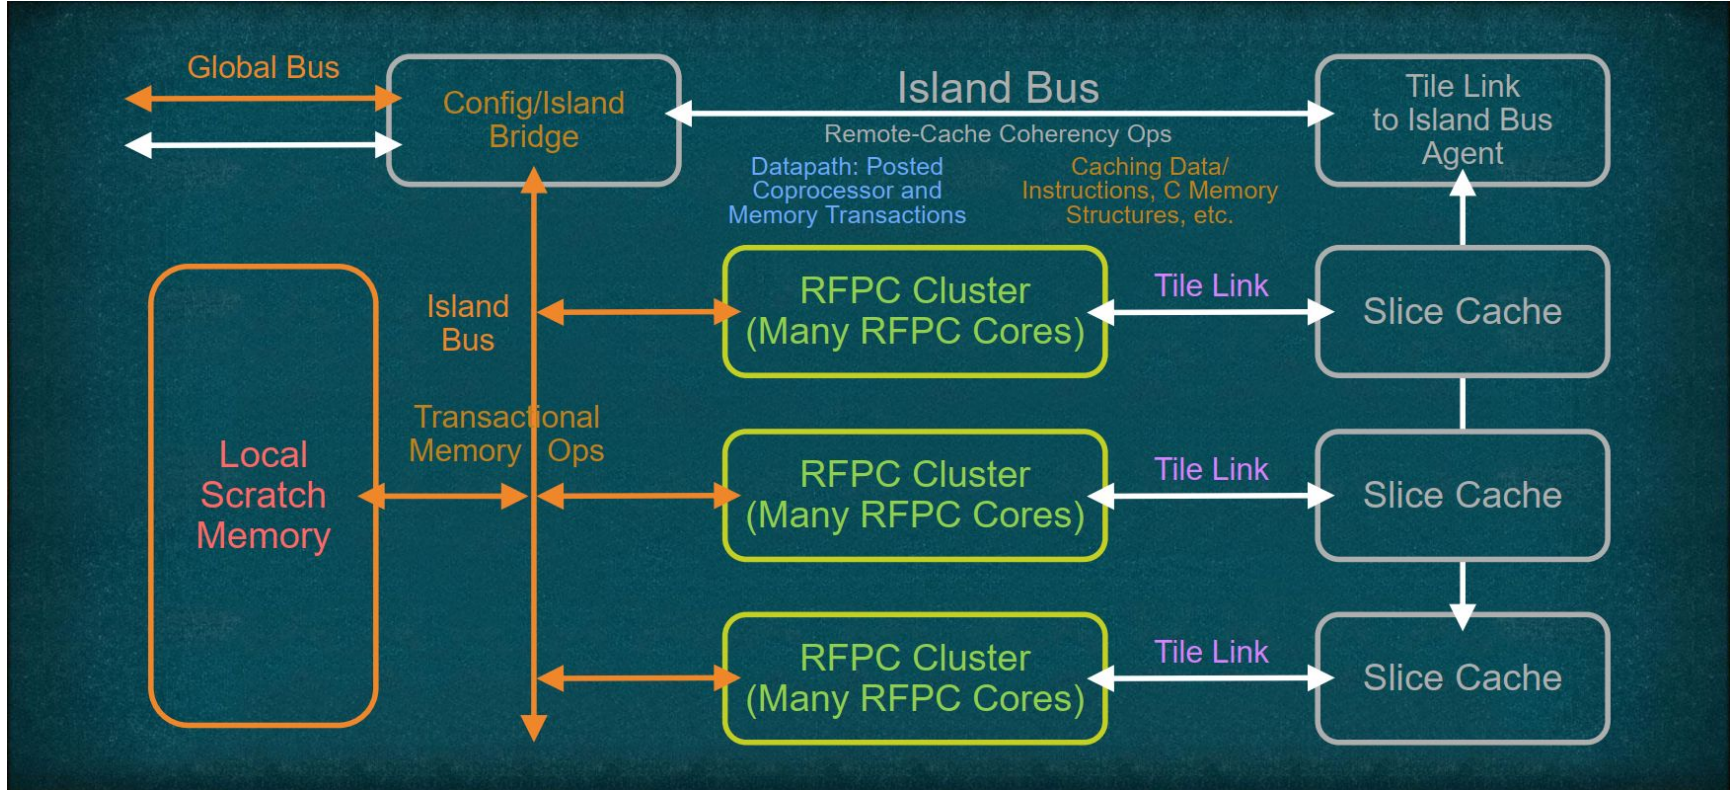 Global Bus
Config/Island
Bridge
Island Bus
Remote-Cache Coherency Ops
Tile Link
to Island Bus
Agent
Datapath: Posted
Coprocessor and
Memory Transactions
Caching Data/
Instructions, C Memory
Structures, etc.
Island
Bus
RFPC Cluster
(Many RFPC Cores)
Tile Link
Slice Cache
Local
Scratch
Memory
Transactional
Memory Ops
RFPC Cluster
(Many RFPC Cores)
Tile Link
Slice Cache
RFPC Cluster
(Many RFPC Cores)
Tile Link
Slice Cache